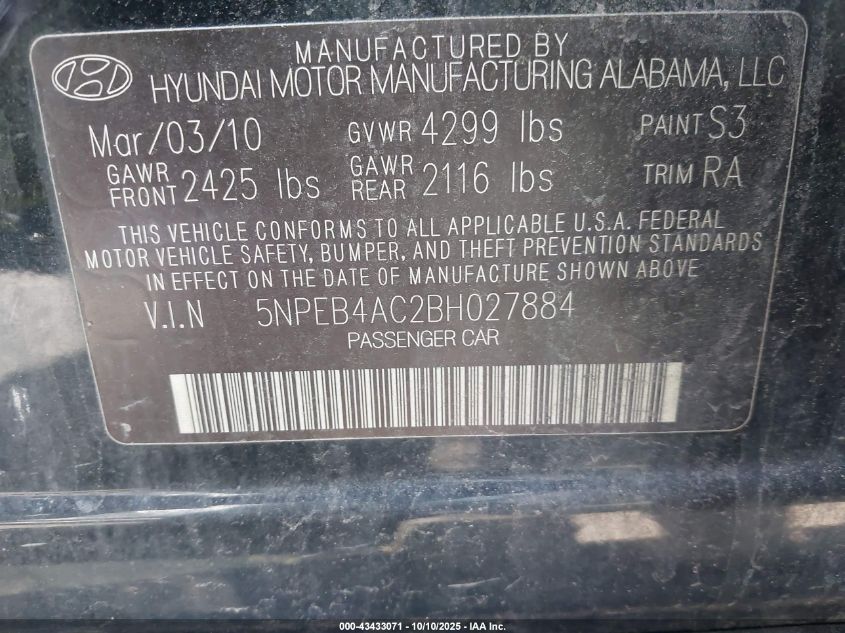 MANUFACTURED BY
HYUNDAI MOTOR MANUFACTURING ALABAMA, LLC
Mar/03/10 GVWR 4299 lbs PAINT S3
GAWR FRONT 2425 lbs GAWR REAR 2116 lbs TRIM RA
THIS VEHICLE CONFORMS TO ALL APPLICABLE U.S.A. FEDERAL
MOTOR VEHICLE SAFETY, BUMPER, AND THEFT PREVENTION STANDARDS
IN EFFECT ON THE DATE OF MANUFACTURE SHOWN ABOVE.
V.I.N 5NPEB4AC2BH027884
PASSENGER CAR
000-43433071 - 10/10/2025 - IAA Inc.